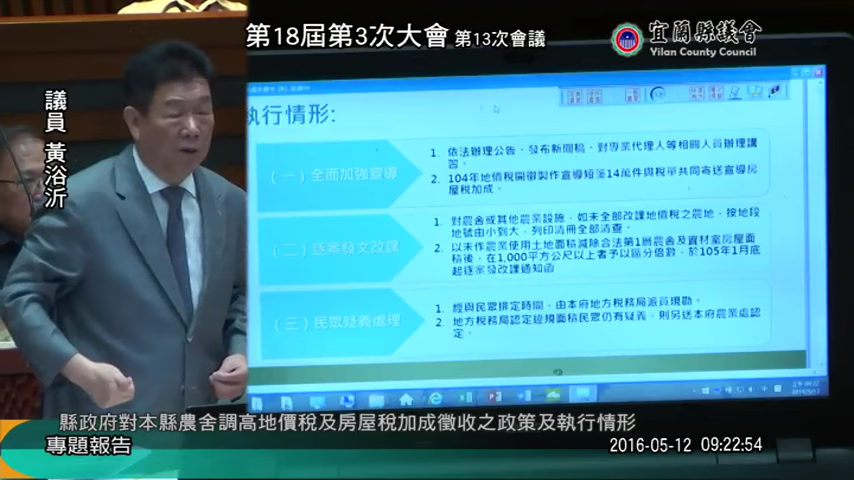 第18屆第3次大會 第13次會議
宜蘭縣議會
Yilan County Council
議員 黃浴沂
執行情形:
(一)全面加強宣導
1. 依法辦理公告、發布新聞稿、對專業代理人等相關人員辦理講習。
2. 104年地價稅開徵製作宣導短箋14萬件與稅單共同寄送宣導房屋稅加成。
(二)逐案發文改課
1. 對農舍或其他農業設施,如未全部改課地價稅之農地,按地段地號由小到大,列印清冊全部清查。
2. 以未作農業使用土地面積減除合法第1層農舍及資材室房屋面積後,在1,000平方公尺以上者予以區分倍數,於105年1月底起逐案發改課通知函
(三)民眾疑義處理
1. 經與民眾排定時間,由本府地方稅務局派員現勘。
2. 地方稅務局認定違規面積民眾仍有疑義,則另送本府農業處認定。
縣政府對本縣農舍調高地價稅及房屋稅加成徵收之政策及執行情形
專題報告
2016-05-12 09:22:54